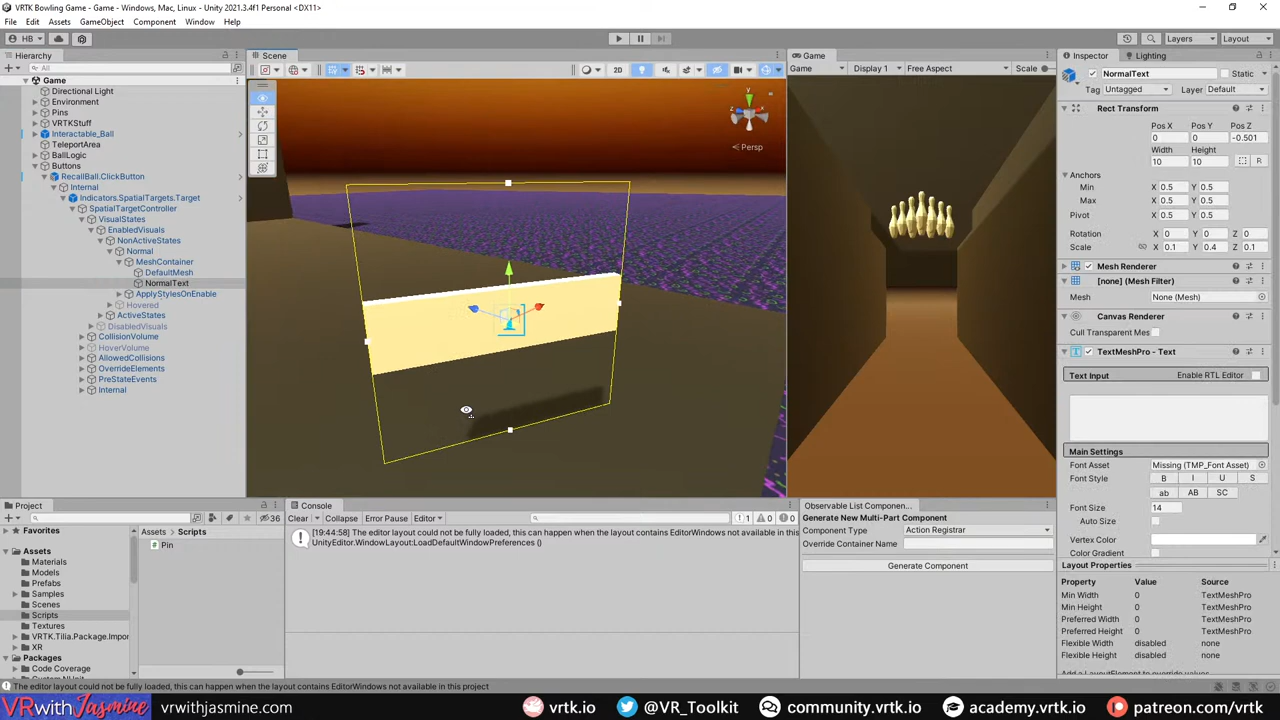 VRTK Bowling Game - Game - Windows, Mac, Linux - Unity 2021.3.4f1 Personal <DX11>
File Edit Assets GameObject Component Window Help
HB
Layers Layout
Hierarchy
All
Game
Directional Light
Environment
Pins
VRTKStuff
Interactable_Ball
TeleportArea
BallLogic
Buttons
RecallBall.ClickButton
Internal
Indicators.SpatialTargets.Target
SpatialTargetController
VisualStates
EnabledVisuals
NonActiveStates
Normal
MeshContainer
DefaultMesh
NormalText
ApplyStylesOnEnable
Hovered
ActiveStates
DisabledVisuals
CollisionVolume
HoverVolume
AllowedCollisions
OverrideElements
PreStateEvents
Internal
Scene
2D
y
x
Persp
Game
Game Display 1 Free Aspect Scale
Inspector Lighting
NormalText Static
Tag Untagged Layer Default
Rect Transform
Pos X Pos Y Pos Z
0 0 -0.501
Width Height
10 10
R
Anchors
Min X 0.5 Y 0.5
Max X 0.5 Y 0.5
Pivot X 0.5 Y 0.5
Rotation X 0 Y 0 Z 0
Scale X 0.1 Y 0.4 Z 0.1
Mesh Renderer
[none] (Mesh Filter)
Mesh None (Mesh)
Canvas Renderer
Cull Transparent Mes
TextMeshPro - Text
Text Input Enable RTL Editor
Main Settings
Font Asset Missing (TMP_Font Asset)
Font Style B I U S
ab AB SC
Font Size 14
Auto Size
Vertex Color
Color Gradient
Layout Properties
Property Value Source
Min Width 0 TextMeshPro
Min Height 0 TextMeshPro
Preferred Width 0 TextMeshPro
Preferred Height 0 TextMeshPro
Flexible Width disabled none
Flexible Height disabled none
Project
36
Favorites
Assets
Materials
Models
Prefabs
Samples
Scenes
Scripts
Textures
VRTK.Tilia.Package.Impor
XR
Packages
Code Coverage
Assets > Scripts
Pin
Console
Clear Collapse Error Pause Editor 1 0 0
[19:44:58] The editor layout could not be fully loaded, this can happen when the layout contains EditorWindows not available in this
UnityEditor.WindowLayout:LoadDefaultWindowPreferences ()
Observable List Componen...
Generate New Multi-Part Component
Component Type Action Registrar
Override Container Name
Generate Component
The editor layout could not be fully loaded, this can happen when the layout contains EditorWindows not available in this project
VRwithJasmine vrwithjasmine.com vrtk.io @VR_Toolkit community.vrtk.io academy.vrtk.io patreon.com/vrtk